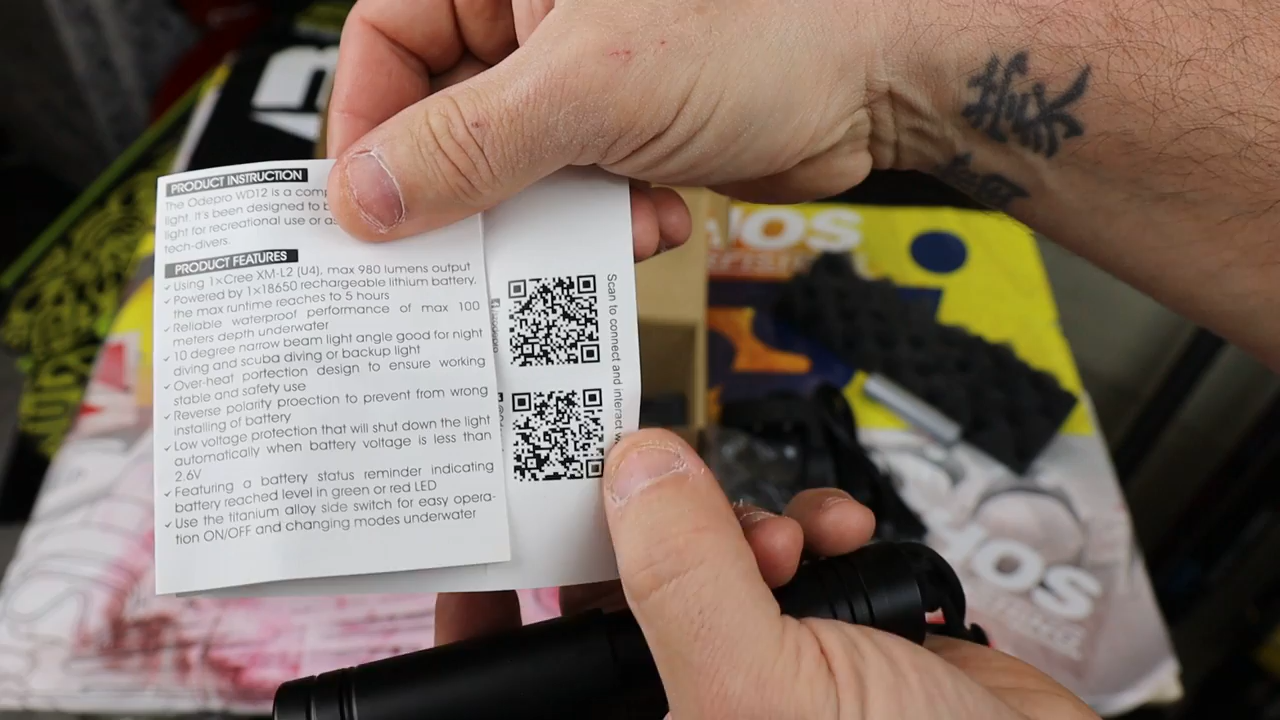 PRODUCT INSTRUCTION
The Odepro WD12 is a
light. It's been designed to
light for recreational use or
tech-divers.
PRODUCT FEATURES
✓ Using 1×Cree XM-L2 (U4), max 980 lumens output
✓ Powered by 1×18650 rechargeable lithium battery,
the max runtime reaches to 5 hours
✓ Reliable waterproof performance of max 100
meters depth underwater
✓ 10 degree narrow beam light angle good for night
diving and scuba diving or backup light
✓ Over-heat portection design to ensure working
stable and safety use
✓ Reverse polarity proection to prevent from wrong
installing of battery
✓ Low voltage protection that will shut down the light
automatically when battery voltage is less than
2.6V
✓ Featuring a battery status reminder indicating
battery reached level in green or red LED
✓ Use the titanium alloy side switch for easy opera-
tion ON/OFF and changing modes underwater
Scan to connect and interact